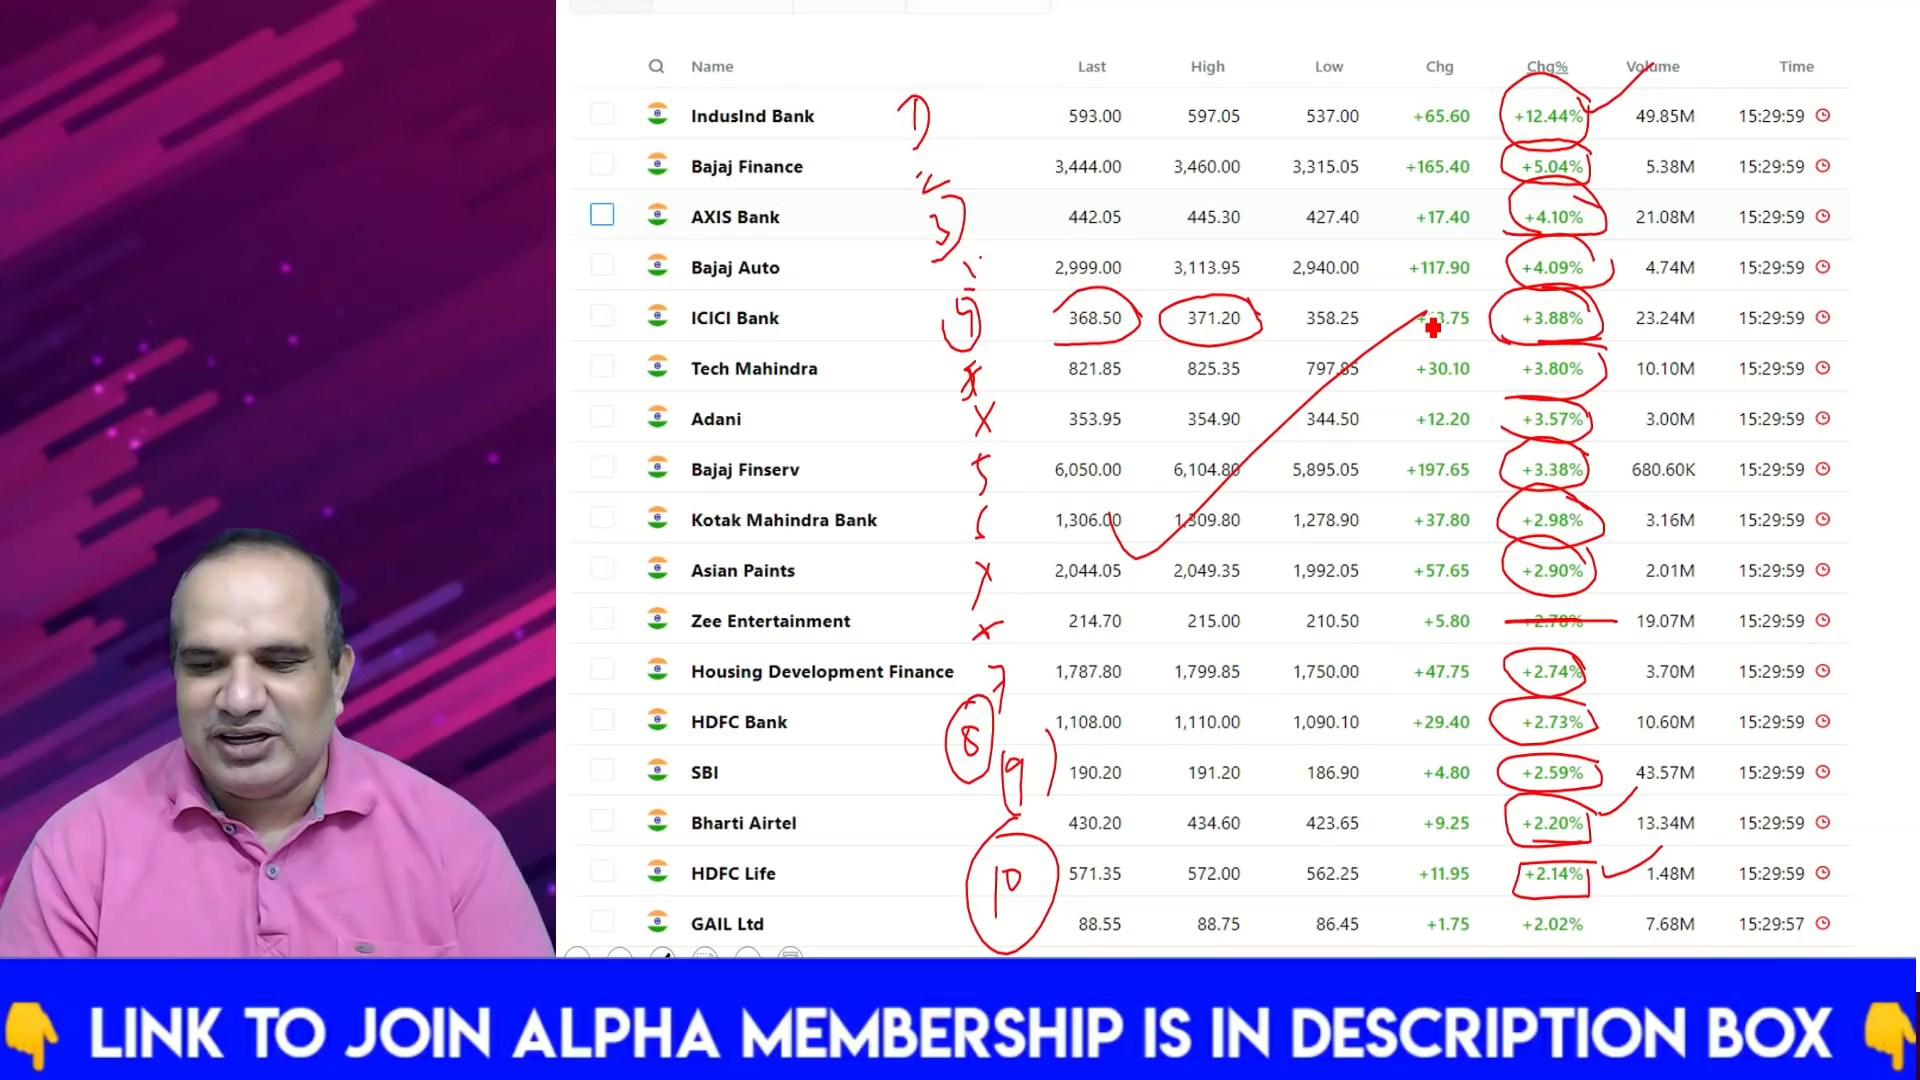 Name Last High Low Chg Chg% Volume Time
IndusInd Bank 1 593.00 597.05 537.00 +65.60 +12.44% 49.85M 15:29:59
Bajaj Finance 2 3,444.00 3,460.00 3,315.05 +165.40 +5.04% 5.38M 15:29:59
AXIS Bank 3 442.05 445.30 427.40 +17.40 +4.10% 21.08M 15:29:59
Bajaj Auto 2,999.00 3,113.95 2,940.00 +117.90 +4.09% 4.74M 15:29:59
ICICI Bank 368.50 371.20 358.25 +3.88% 23.24M 15:29:59
Tech Mahindra 821.85 825.35 797.85 +30.10 +3.80% 10.10M 15:29:59
Adani X 353.95 354.90 344.50 +12.20 +3.57% 3.00M 15:29:59
Bajaj Finserv 5 6,050.00 6,104.80 5,895.05 +197.65 +3.38% 680.60K 15:29:59
Kotak Mahindra Bank 6 1,306.00 1,309.80 1,278.90 +37.80 +2.98% 3.16M 15:29:59
Asian Paints X 2,044.05 2,049.35 1,992.05 +57.65 +2.90% 2.01M 15:29:59
Zee Entertainment X 214.70 215.00 210.50 +5.80 19.07M 15:29:59
Housing Development Finance 7 1,787.80 1,799.85 1,750.00 +47.75 +2.74% 3.70M 15:29:59
HDFC Bank 8 1,108.00 1,110.00 1,090.10 +29.40 +2.73% 10.60M 15:29:59
SBI 9 190.20 191.20 186.90 +4.80 +2.59% 43.57M 15:29:59
Bharti Airtel 430.20 434.60 423.65 +9.25 +2.20% 13.34M 15:29:59
HDFC Life 10 571.35 572.00 562.25 +11.95 +2.14% 1.48M 15:29:59
GAIL Ltd 88.55 88.75 86.45 +1.75 +2.02% 7.68M 15:29:57
LINK TO JOIN ALPHA MEMBERSHIP IS IN DESCRIPTION BOX